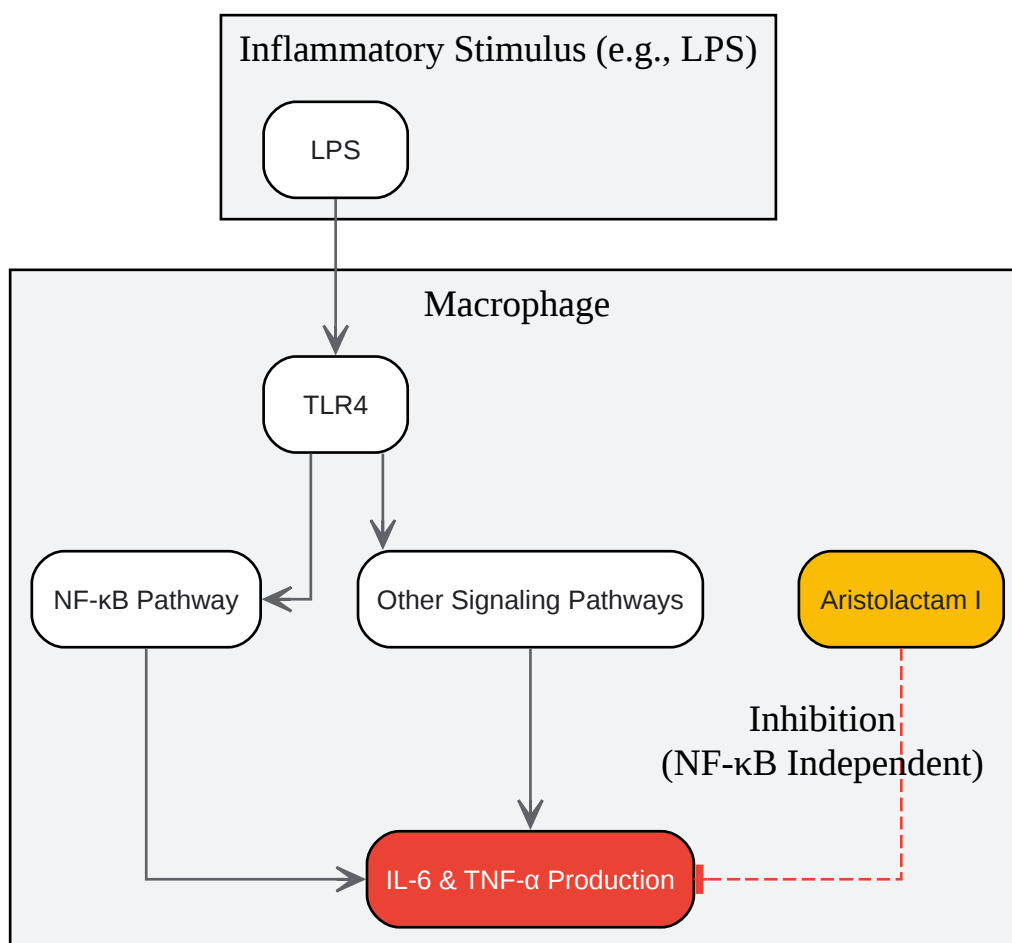 Inflammatory Stimulus (e.g., LPS)
LPS
Macrophage
TLR4
NF-κB Pathway
Other Signaling Pathways
Aristolactam I
Inhibition
(NF-κB Independent)
IL-6 & TNF-α Production